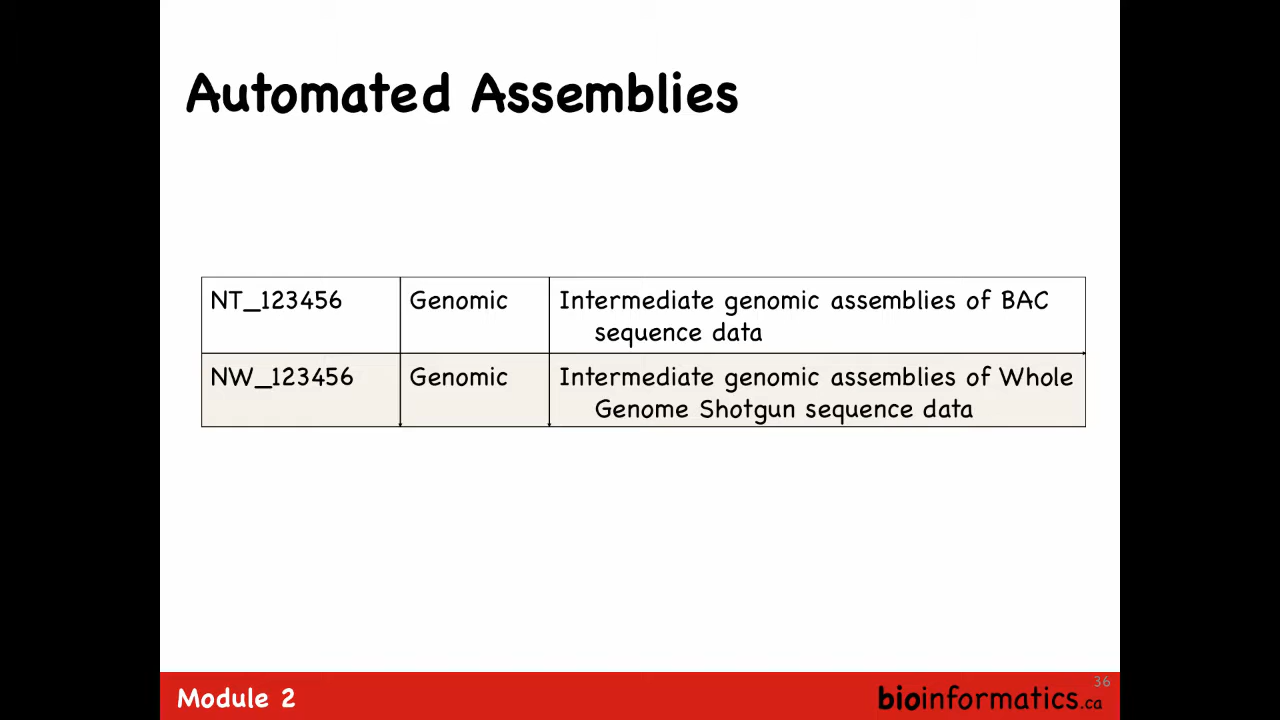 Automated Assemblies
NT_123456 Genomic Intermediate genomic assemblies of BAC
sequence data
NW_123456 Genomic Intermediate genomic assemblies of Whole
Genome Shotgun sequence data
36
Module 2 bioinformatics.ca